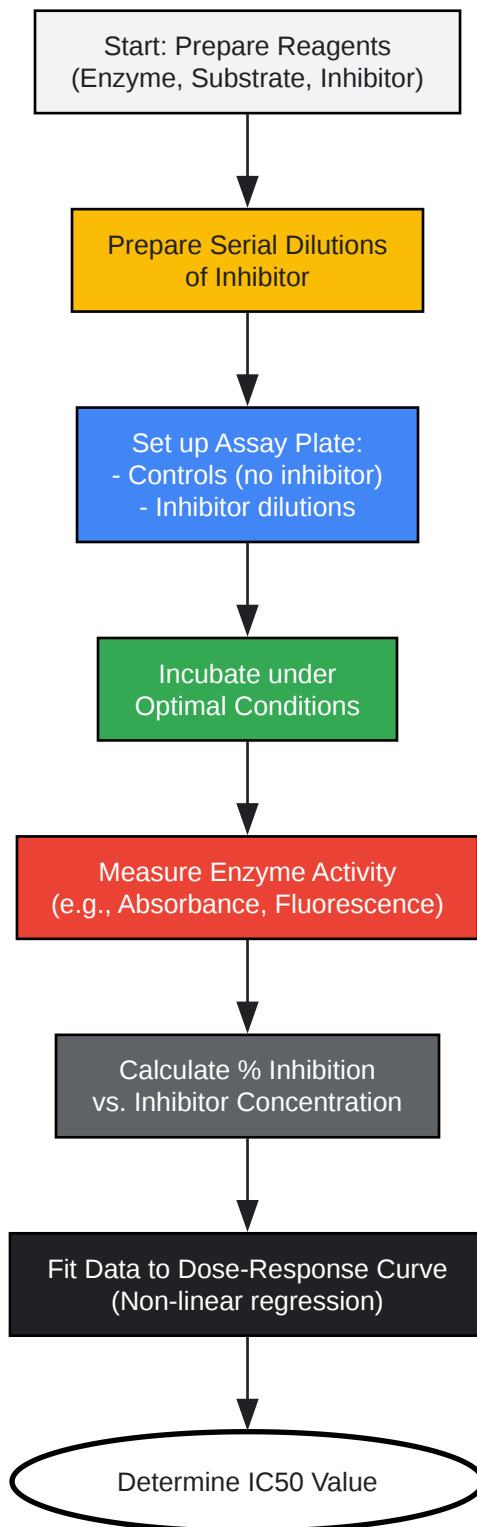 Start: Prepare Reagents
(Enzyme, Substrate, Inhibitor)
Prepare Serial Dilutions
of Inhibitor
Set up Assay Plate:
- Controls (no inhibitor)
- Inhibitor dilutions
Incubate under
Optimal Conditions
Measure Enzyme Activity
(e.g., Absorbance, Fluorescence)
Calculate % Inhibition
vs. Inhibitor Concentration
Fit Data to Dose-Response Curve
(Non-linear regression)
Determine IC50 Value